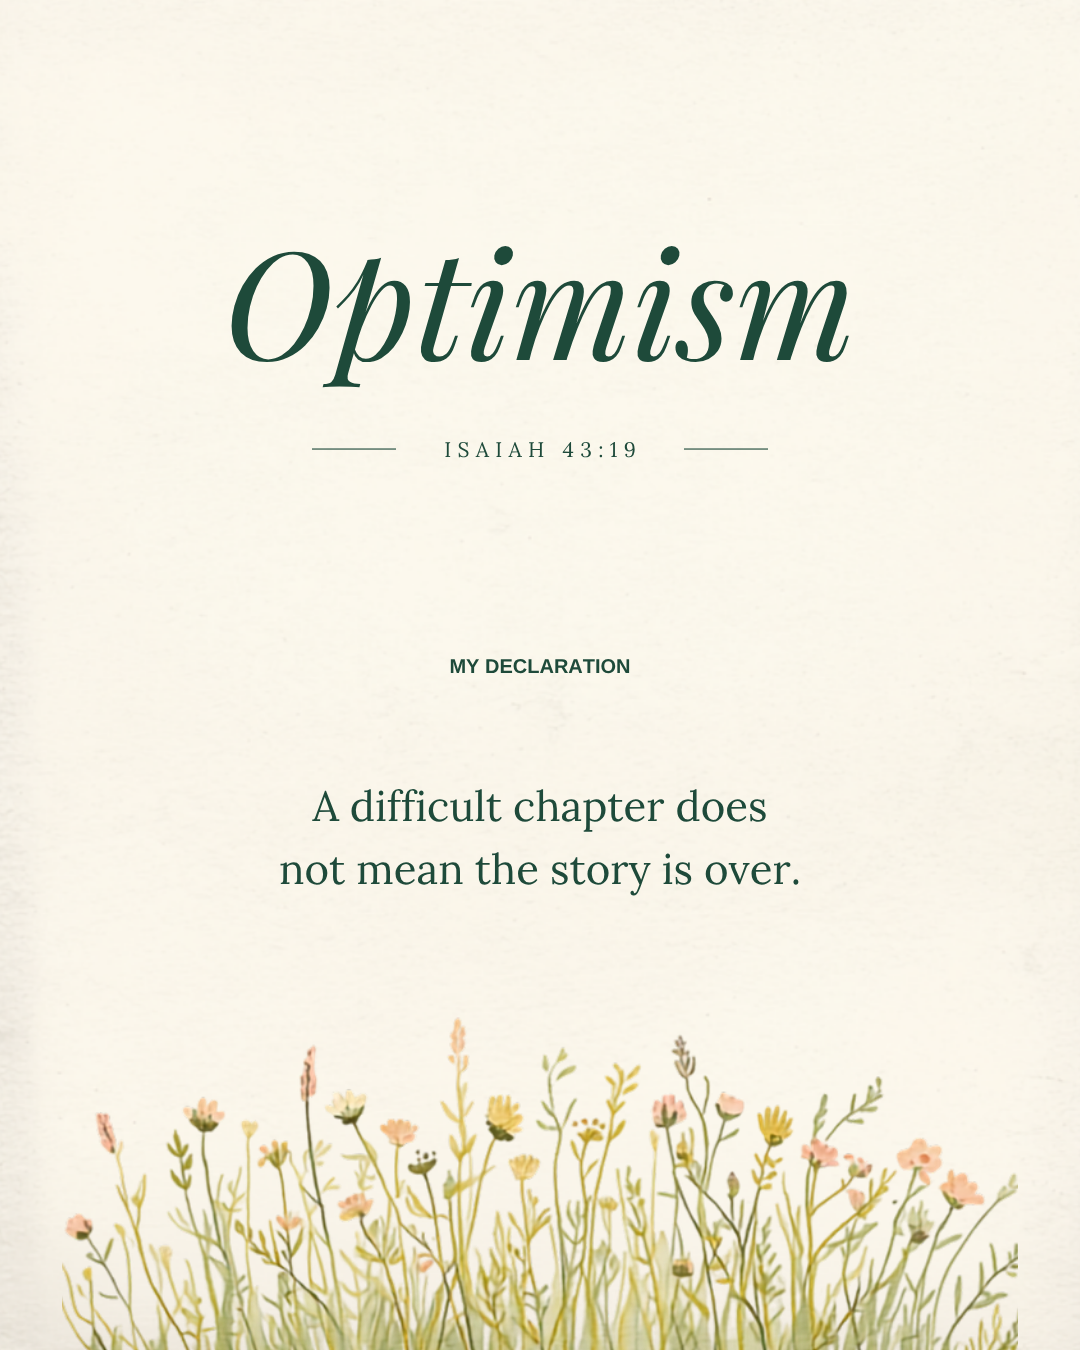 Optimism
ISAIAH 43:19
MY DECLARATION
A difficult chapter does
not mean the story is over.